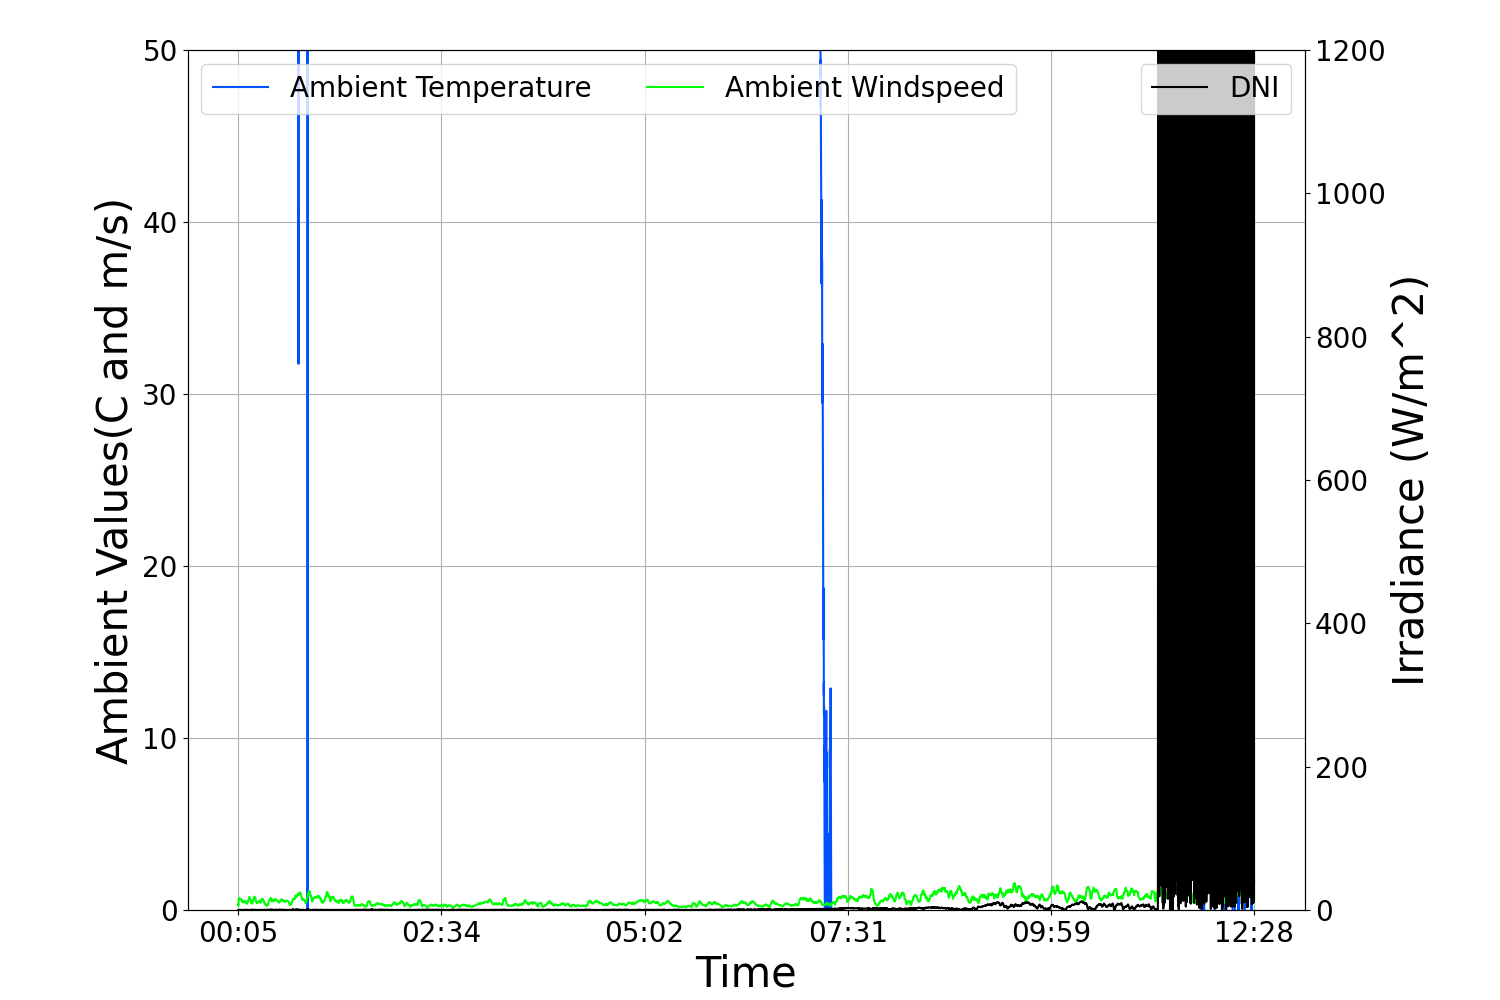 50
40
30
20
10
0
Ambient Values(C and m/s)
Ambient Temperature
Ambient Windspeed
DNI
1200
1000
800
600
400
200
0
Irradiance (W/m^2)
00:05 02:34 05:02 07:31 09:59 12:28
Time